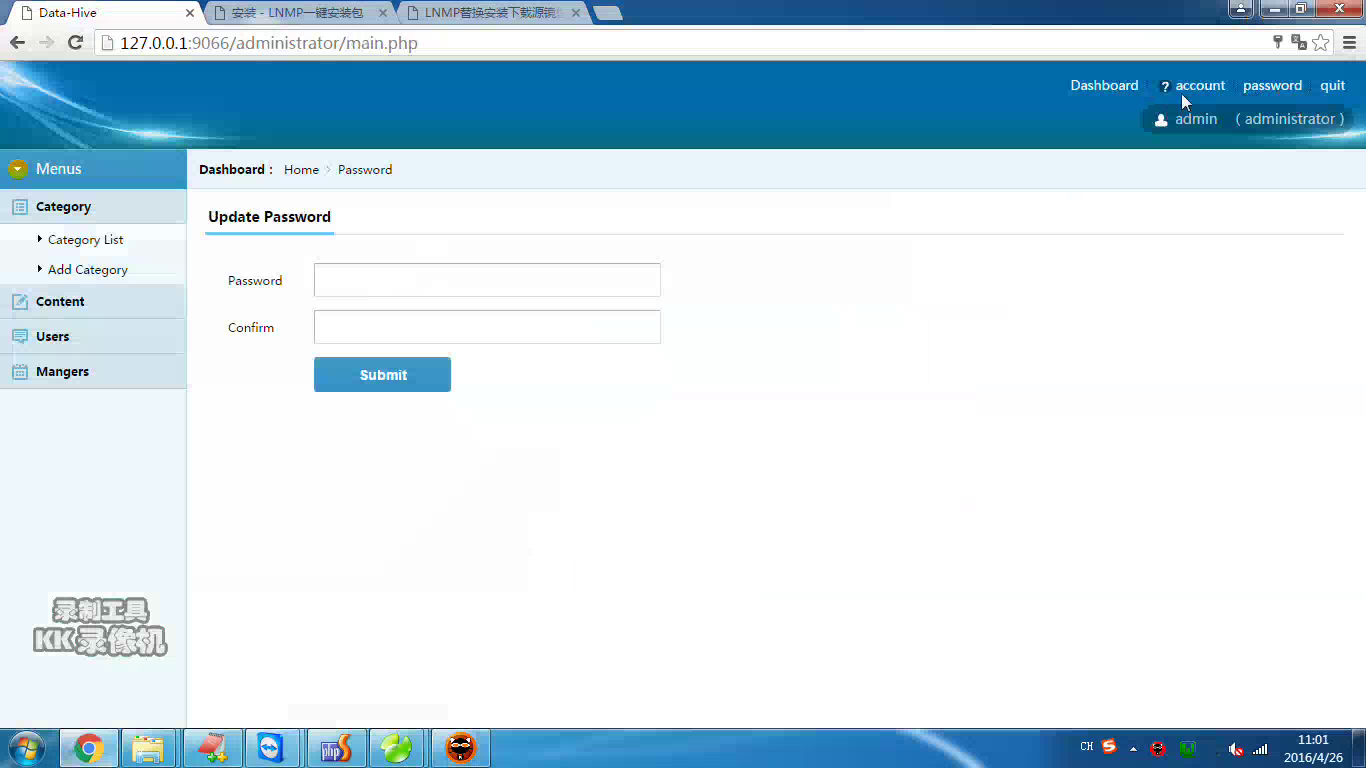 Data-Hive
安装 - LNMP一键安装包
LNMP替换安装下载源镜
127.0.0.1:9066/administrator/main.php
Dashboard
? account
password
quit
admin ( administrator )
Menus
Dashboard : Home Password
Category
Update Password
Category List
Add Category
Password
Content
Confirm
Users
Mangers
Submit
录制工具
KK录像机
php
CH
11:01
2016/4/26